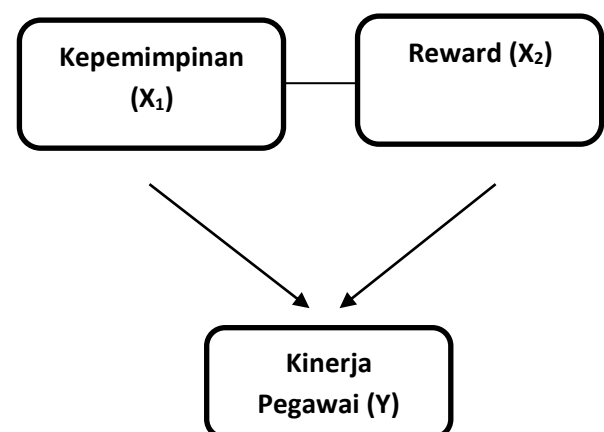 Kepemimpinan
(X₁)
Reward (X₂)
Kinerja
Pegawai (Y)